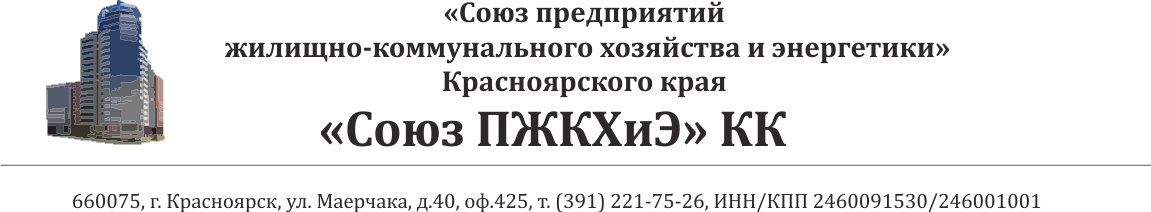 «Союз предприятий
жилищно-коммунального хозяйства и энергетики»
Красноярского края
«Союз ПЖКХиЭ» КК
660075, г. Красноярск, ул. Маерчака, д.40, оф.425, т. (391) 221-75-26, ИНН/КПП 2460091530/246001001